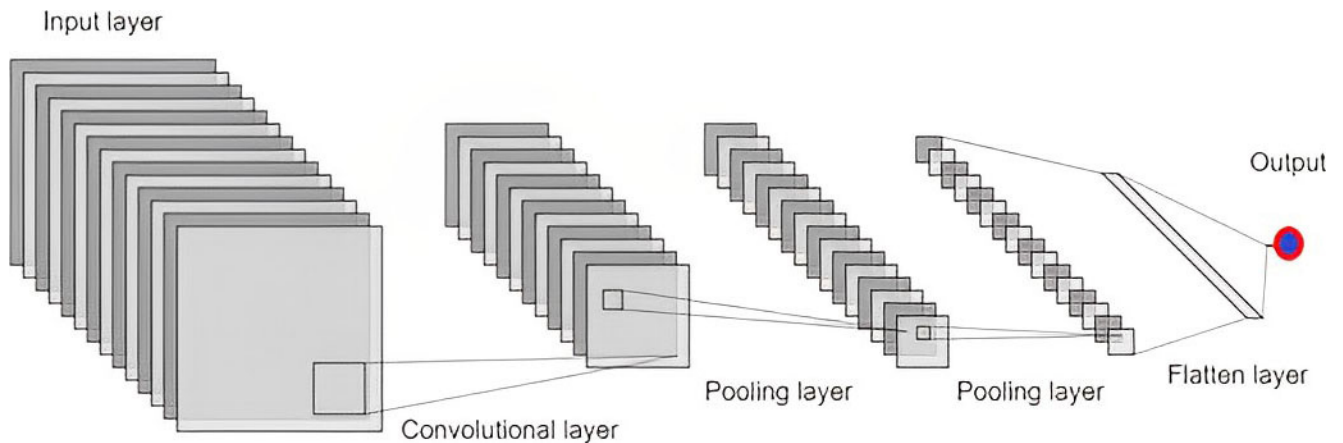 Input layer
Output
Pooling layer
Pooling layer
Flatten layer
Convolutional layer